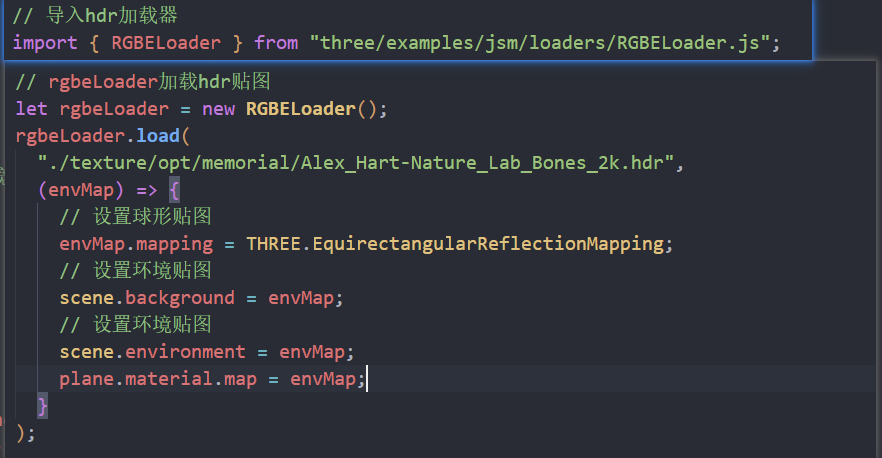 // 导入hdr加载器
import { RGBELoader } from "three/examples/jsm/loaders/RGBELoader.js";
// rgbeLoader加载hdr贴图
let rgbeLoader = new RGBELoader();
rgbeLoader.load(
"./texture/opt/memorial/Alex_Hart-Nature_Lab_Bones_2k.hdr",
(envMap) => {
// 设置球形贴图
envMap.mapping = THREE.EquirectangularReflectionMapping;
// 设置环境贴图
scene.background = envMap;
// 设置环境贴图
scene.environment = envMap;
plane.material.map = envMap;
}
);